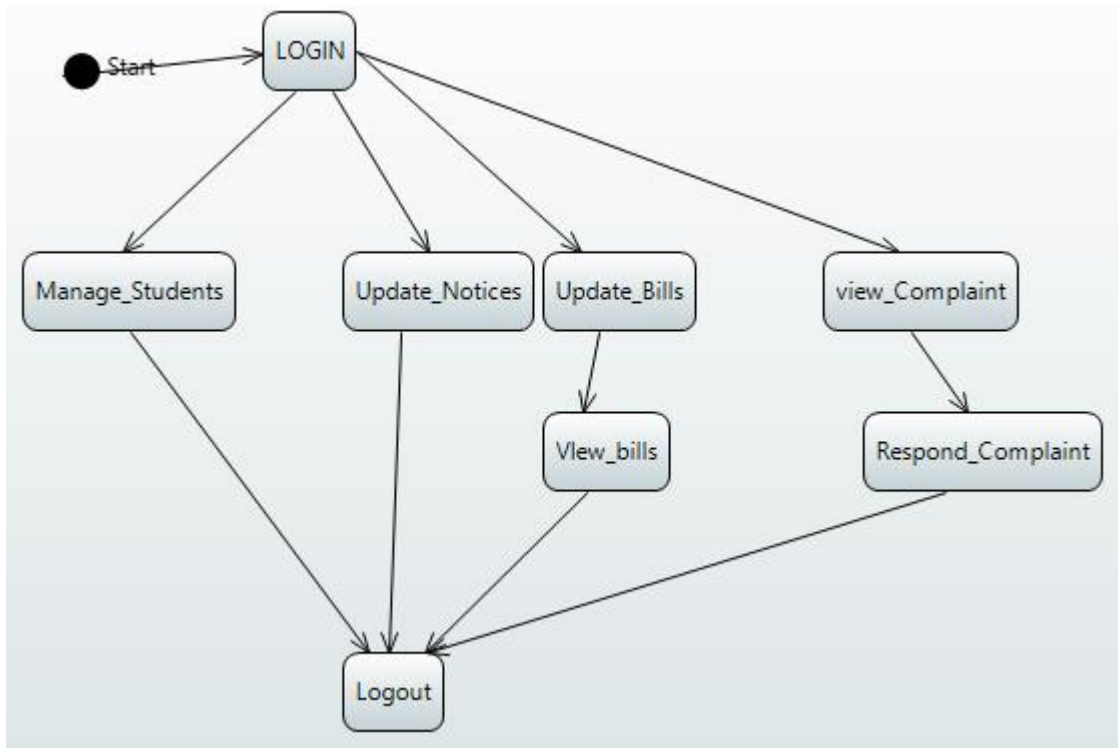 Start
LOGIN
Manage_Students
Update_Notices
Update_Bills
view_Complaint
VIew_bills
Respond_Complaint
Logout